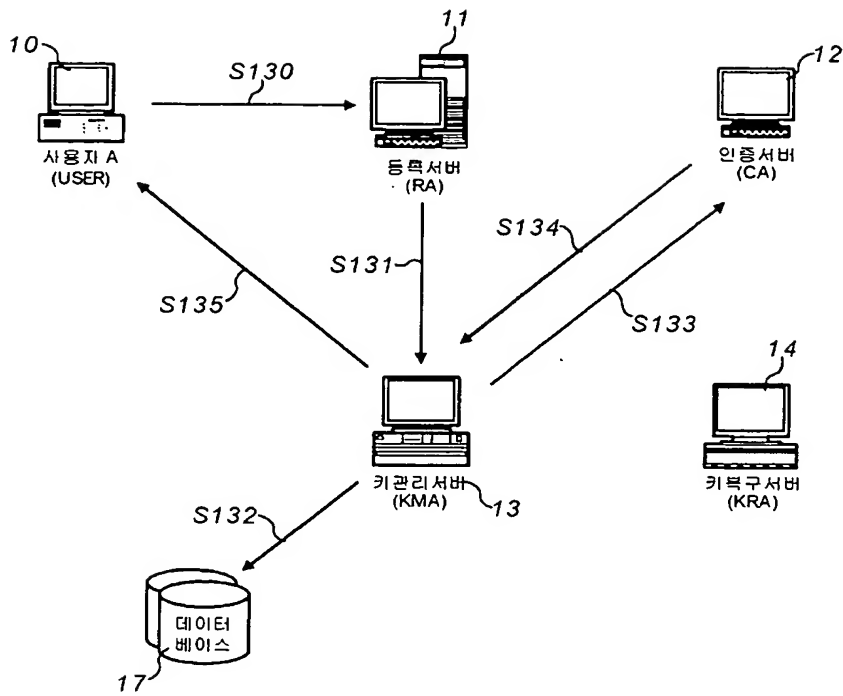 10
11
12
S130
사용자 A
(USER)
등록서버
(RA)
인증서버
(CA)
S134
S131
S135
S133
14
키관리서버
(KMA)
13
키복구서버
(KRA)
S132
데이터
베이스
17